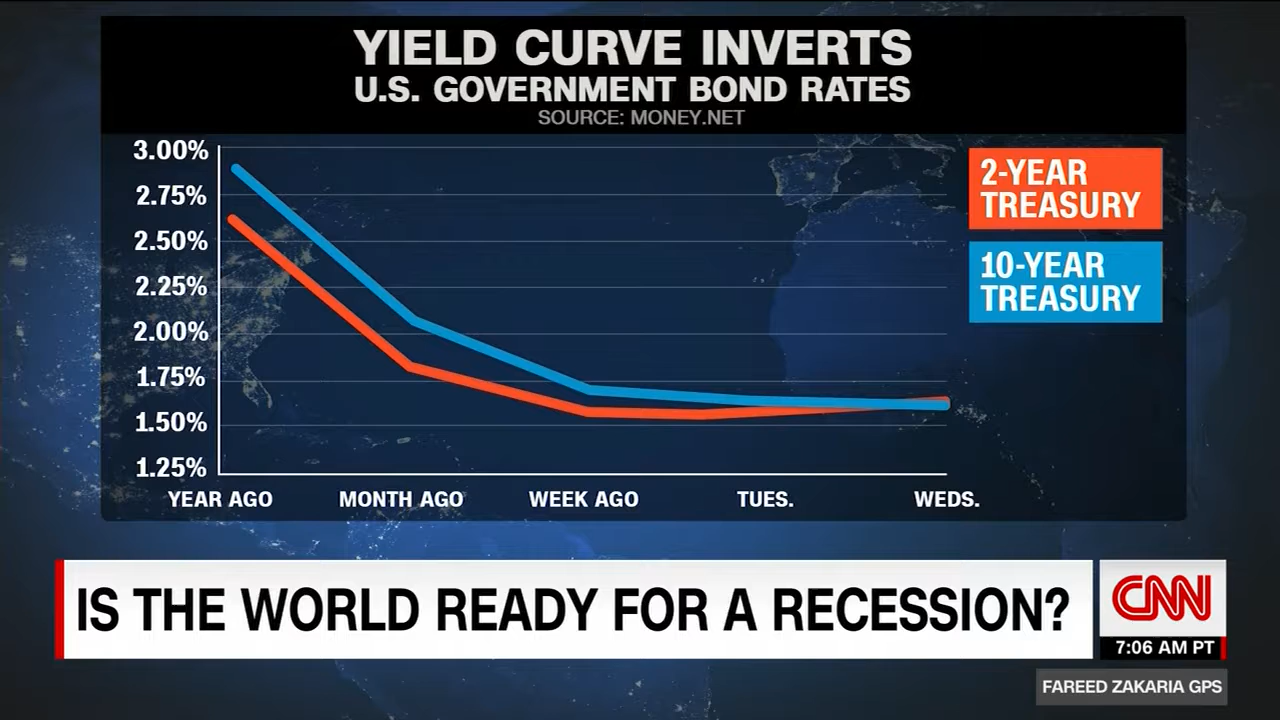 YIELD CURVE INVERTS
U.S. GOVERNMENT BOND RATES
SOURCE: MONEY.NET
3.00%
2.75%
2.50%
2.25%
2.00%
1.75%
1.50%
1.25%
YEAR AGO
MONTH AGO
WEEK AGO
TUES.
WEDS.
2-YEAR
TREASURY
10-YEAR
TREASURY
IS THE WORLD READY FOR A RECESSION?
CNN
7:06 AM PT
FAREED ZAKARIA GPS